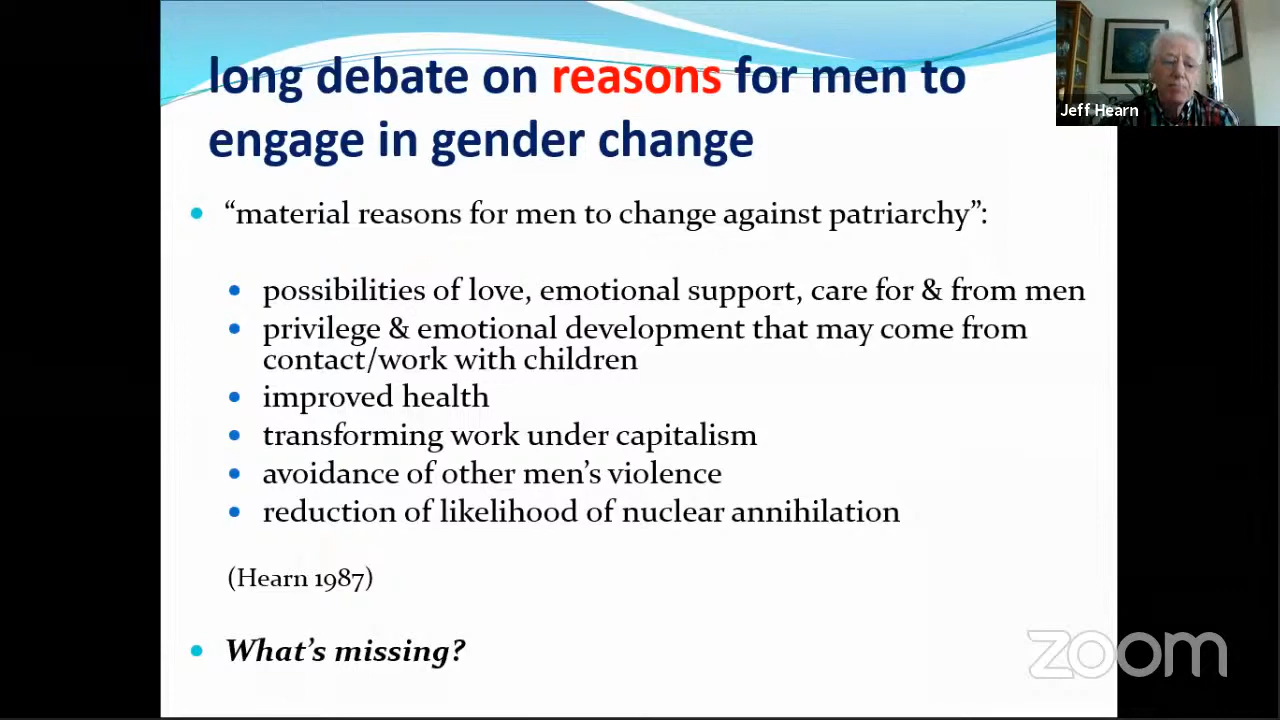 long debate on reasons for men to
engage in gender change
Jeff Hearn
• “material reasons for men to change against patriarchy”:
• possibilities of love, emotional support, care for & from men
• privilege & emotional development that may come from
contact/work with children
• improved health
• transforming work under capitalism
• avoidance of other men’s violence
• reduction of likelihood of nuclear annihilation
(Hearn 1987)
• What’s missing?
zoom